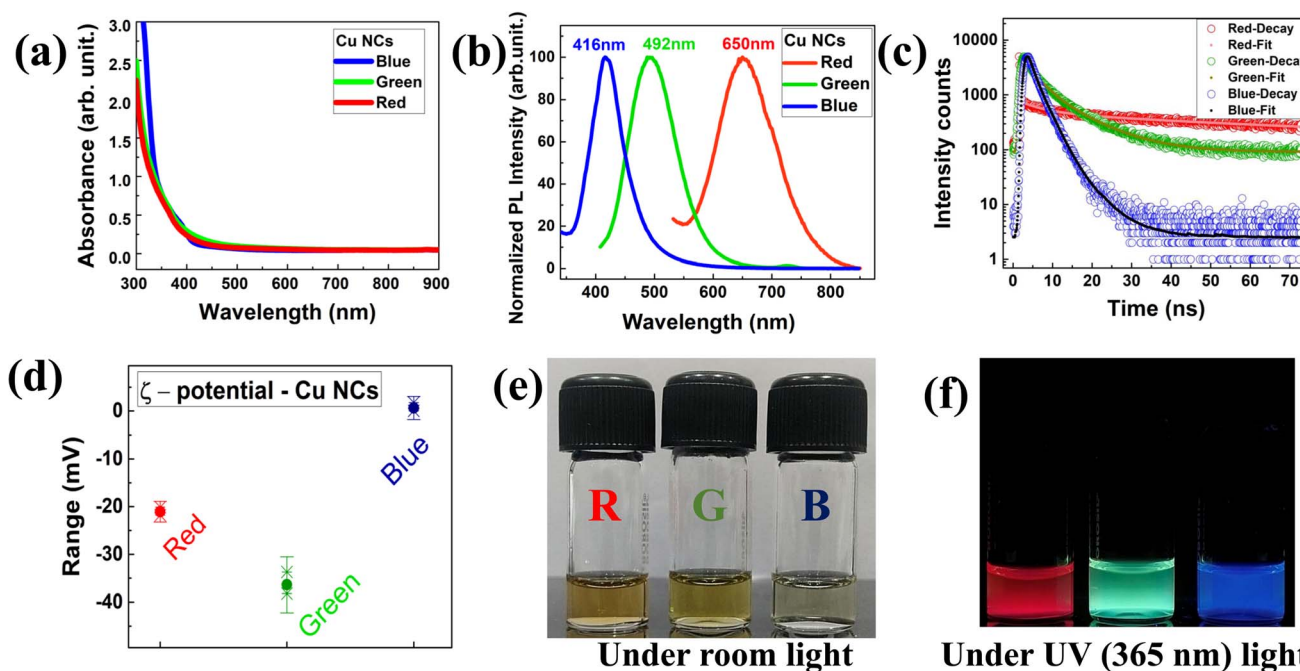 (a)
Absorbance (arb. unit.)
3.0
2.5
2.0
1.5
1.0
0.5
0.0
300 400 500 600 700 800 900
Wavelength (nm)
Cu NCs
Blue
Green
Red
(b)
Normalized PL Intensity (arb.unit.)
100
80
60
40
20
0
400 500 600 700 800
Wavelength (nm)
416nm 492nm 650nm
Cu NCs
Red
Green
Blue
(c)
Intensity counts
10000
1000
100
10
1
0 10 20 30 40 50 60 70
Time (ns)
Red-Decay
Red-Fit
Green-Deca
Green-Fit
Blue-Decay
Blue-Fit
(d)
Range (mV)
0
-10
-20
-30
-40
ζ – potential - Cu NCs
Red
Green
Blue
(e)
R G B
Under room light
(f)
Under UV (365 nm) light